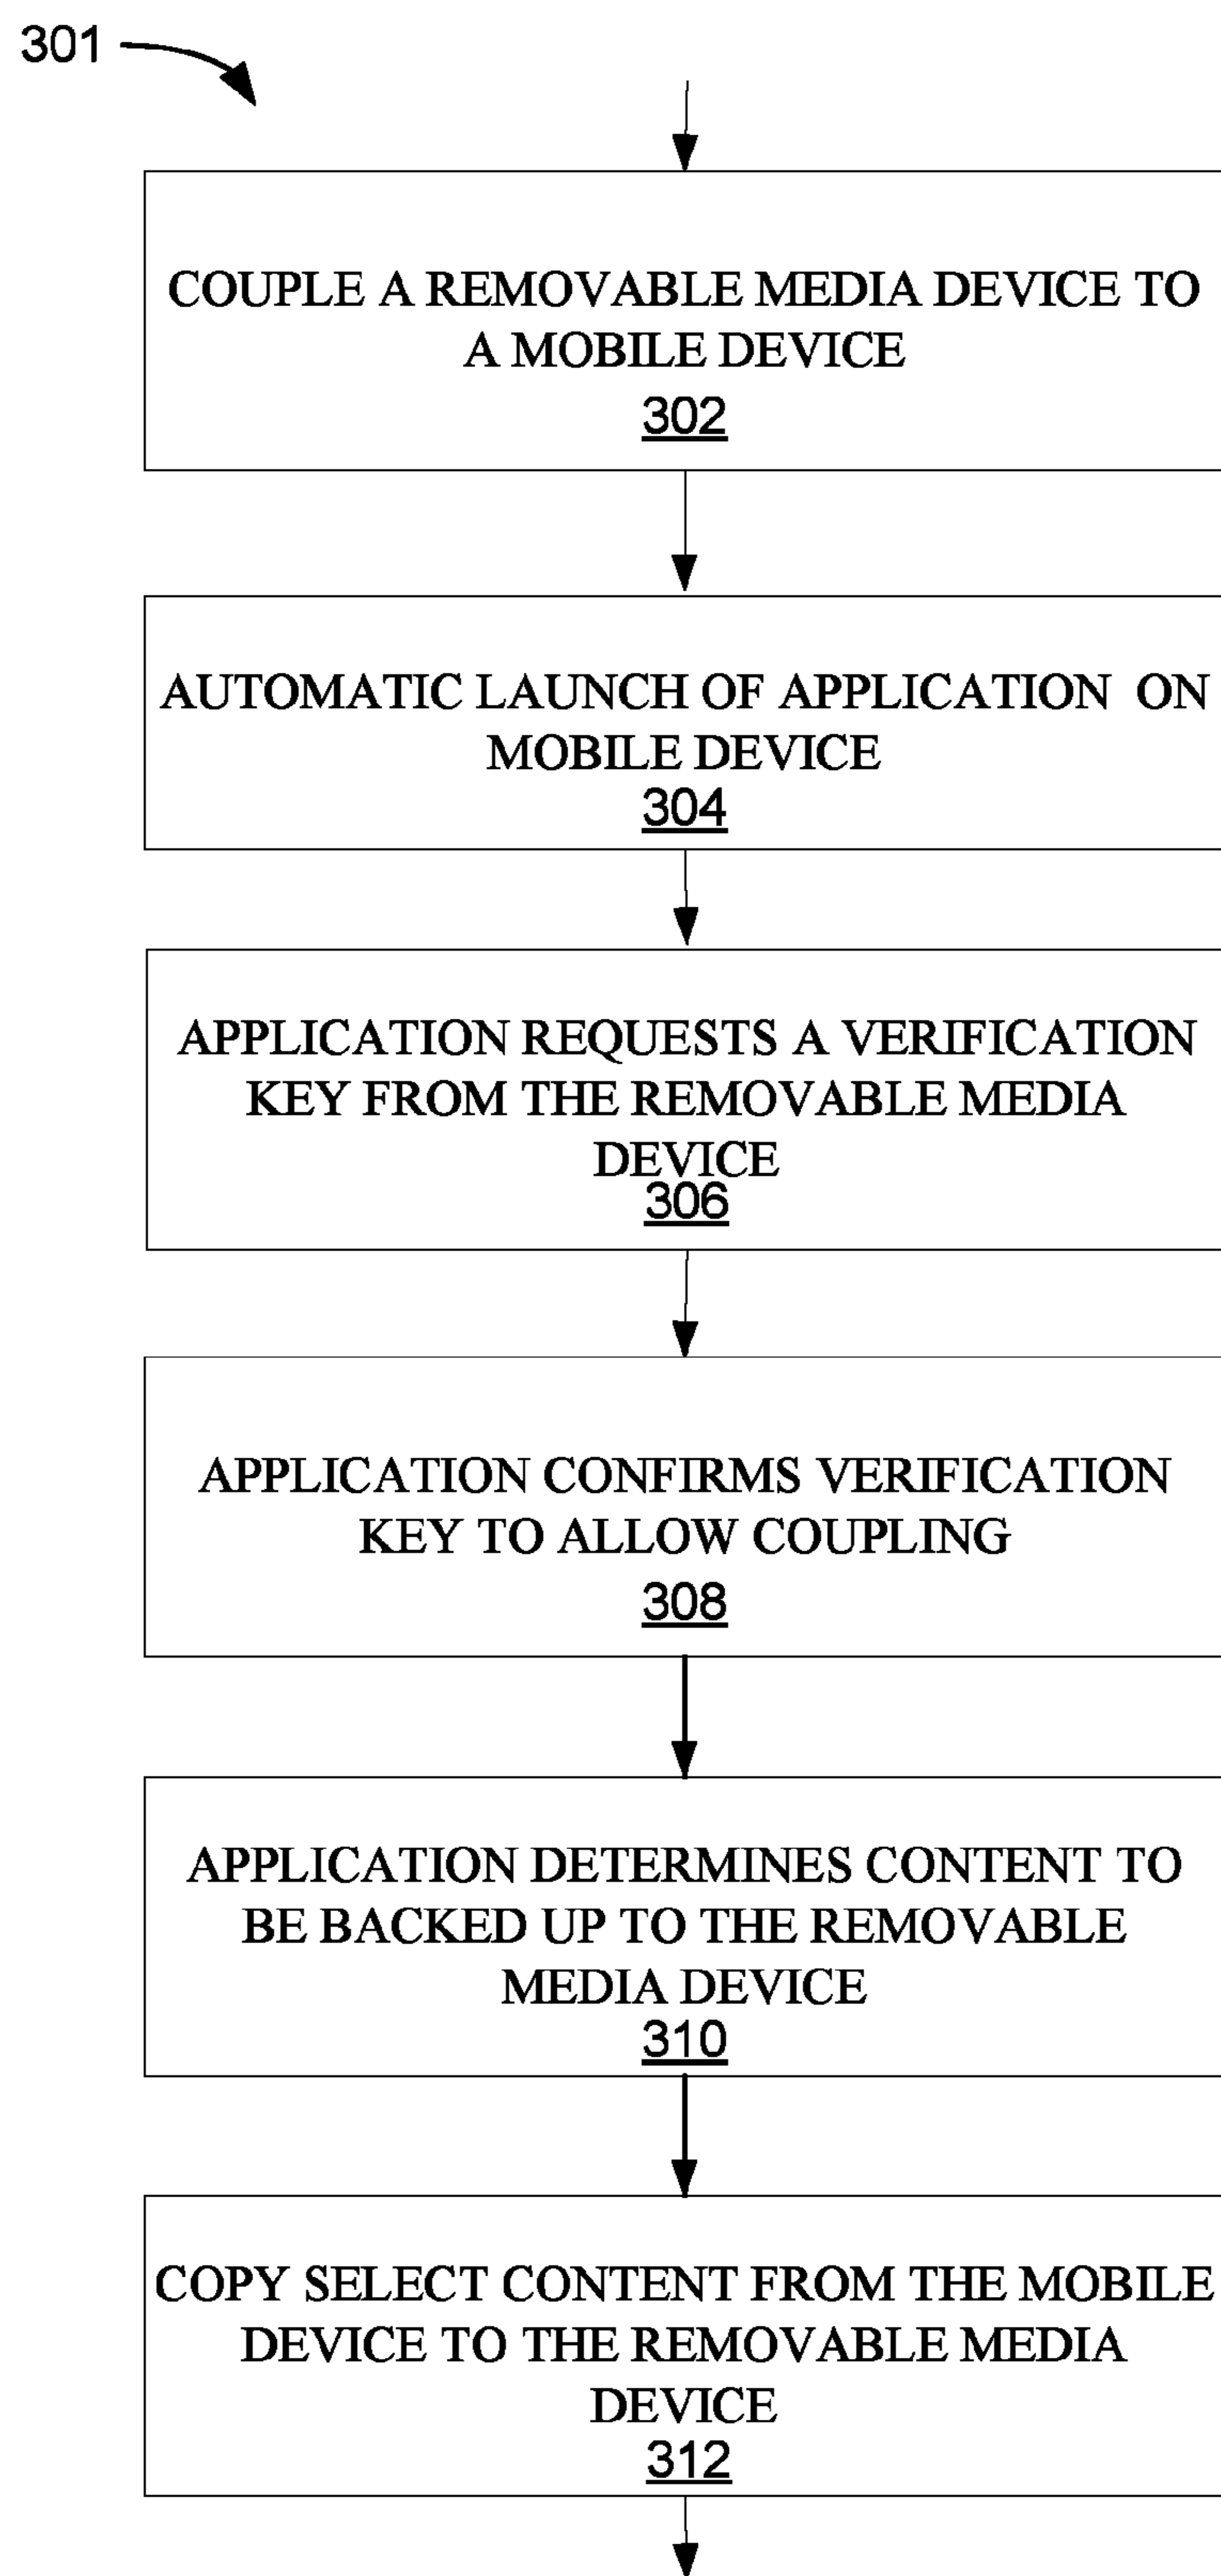 301
COUPLE A REMOVABLE MEDIA DEVICE TO
A MOBILE DEVICE
302
AUTOMATIC LAUNCH OF APPLICATION ON
MOBILE DEVICE
304
APPLICATION REQUESTS A VERIFICATION
KEY FROM THE REMOVABLE MEDIA
DEVICE
306
APPLICATION CONFIRMS VERIFICATION
KEY TO ALLOW COUPLING
308
APPLICATION DETERMINES CONTENT TO
BE BACKED UP TO THE REMOVABLE
MEDIA DEVICE
310
COPY SELECT CONTENT FROM THE MOBILE
DEVICE TO THE REMOVABLE MEDIA
DEVICE
312